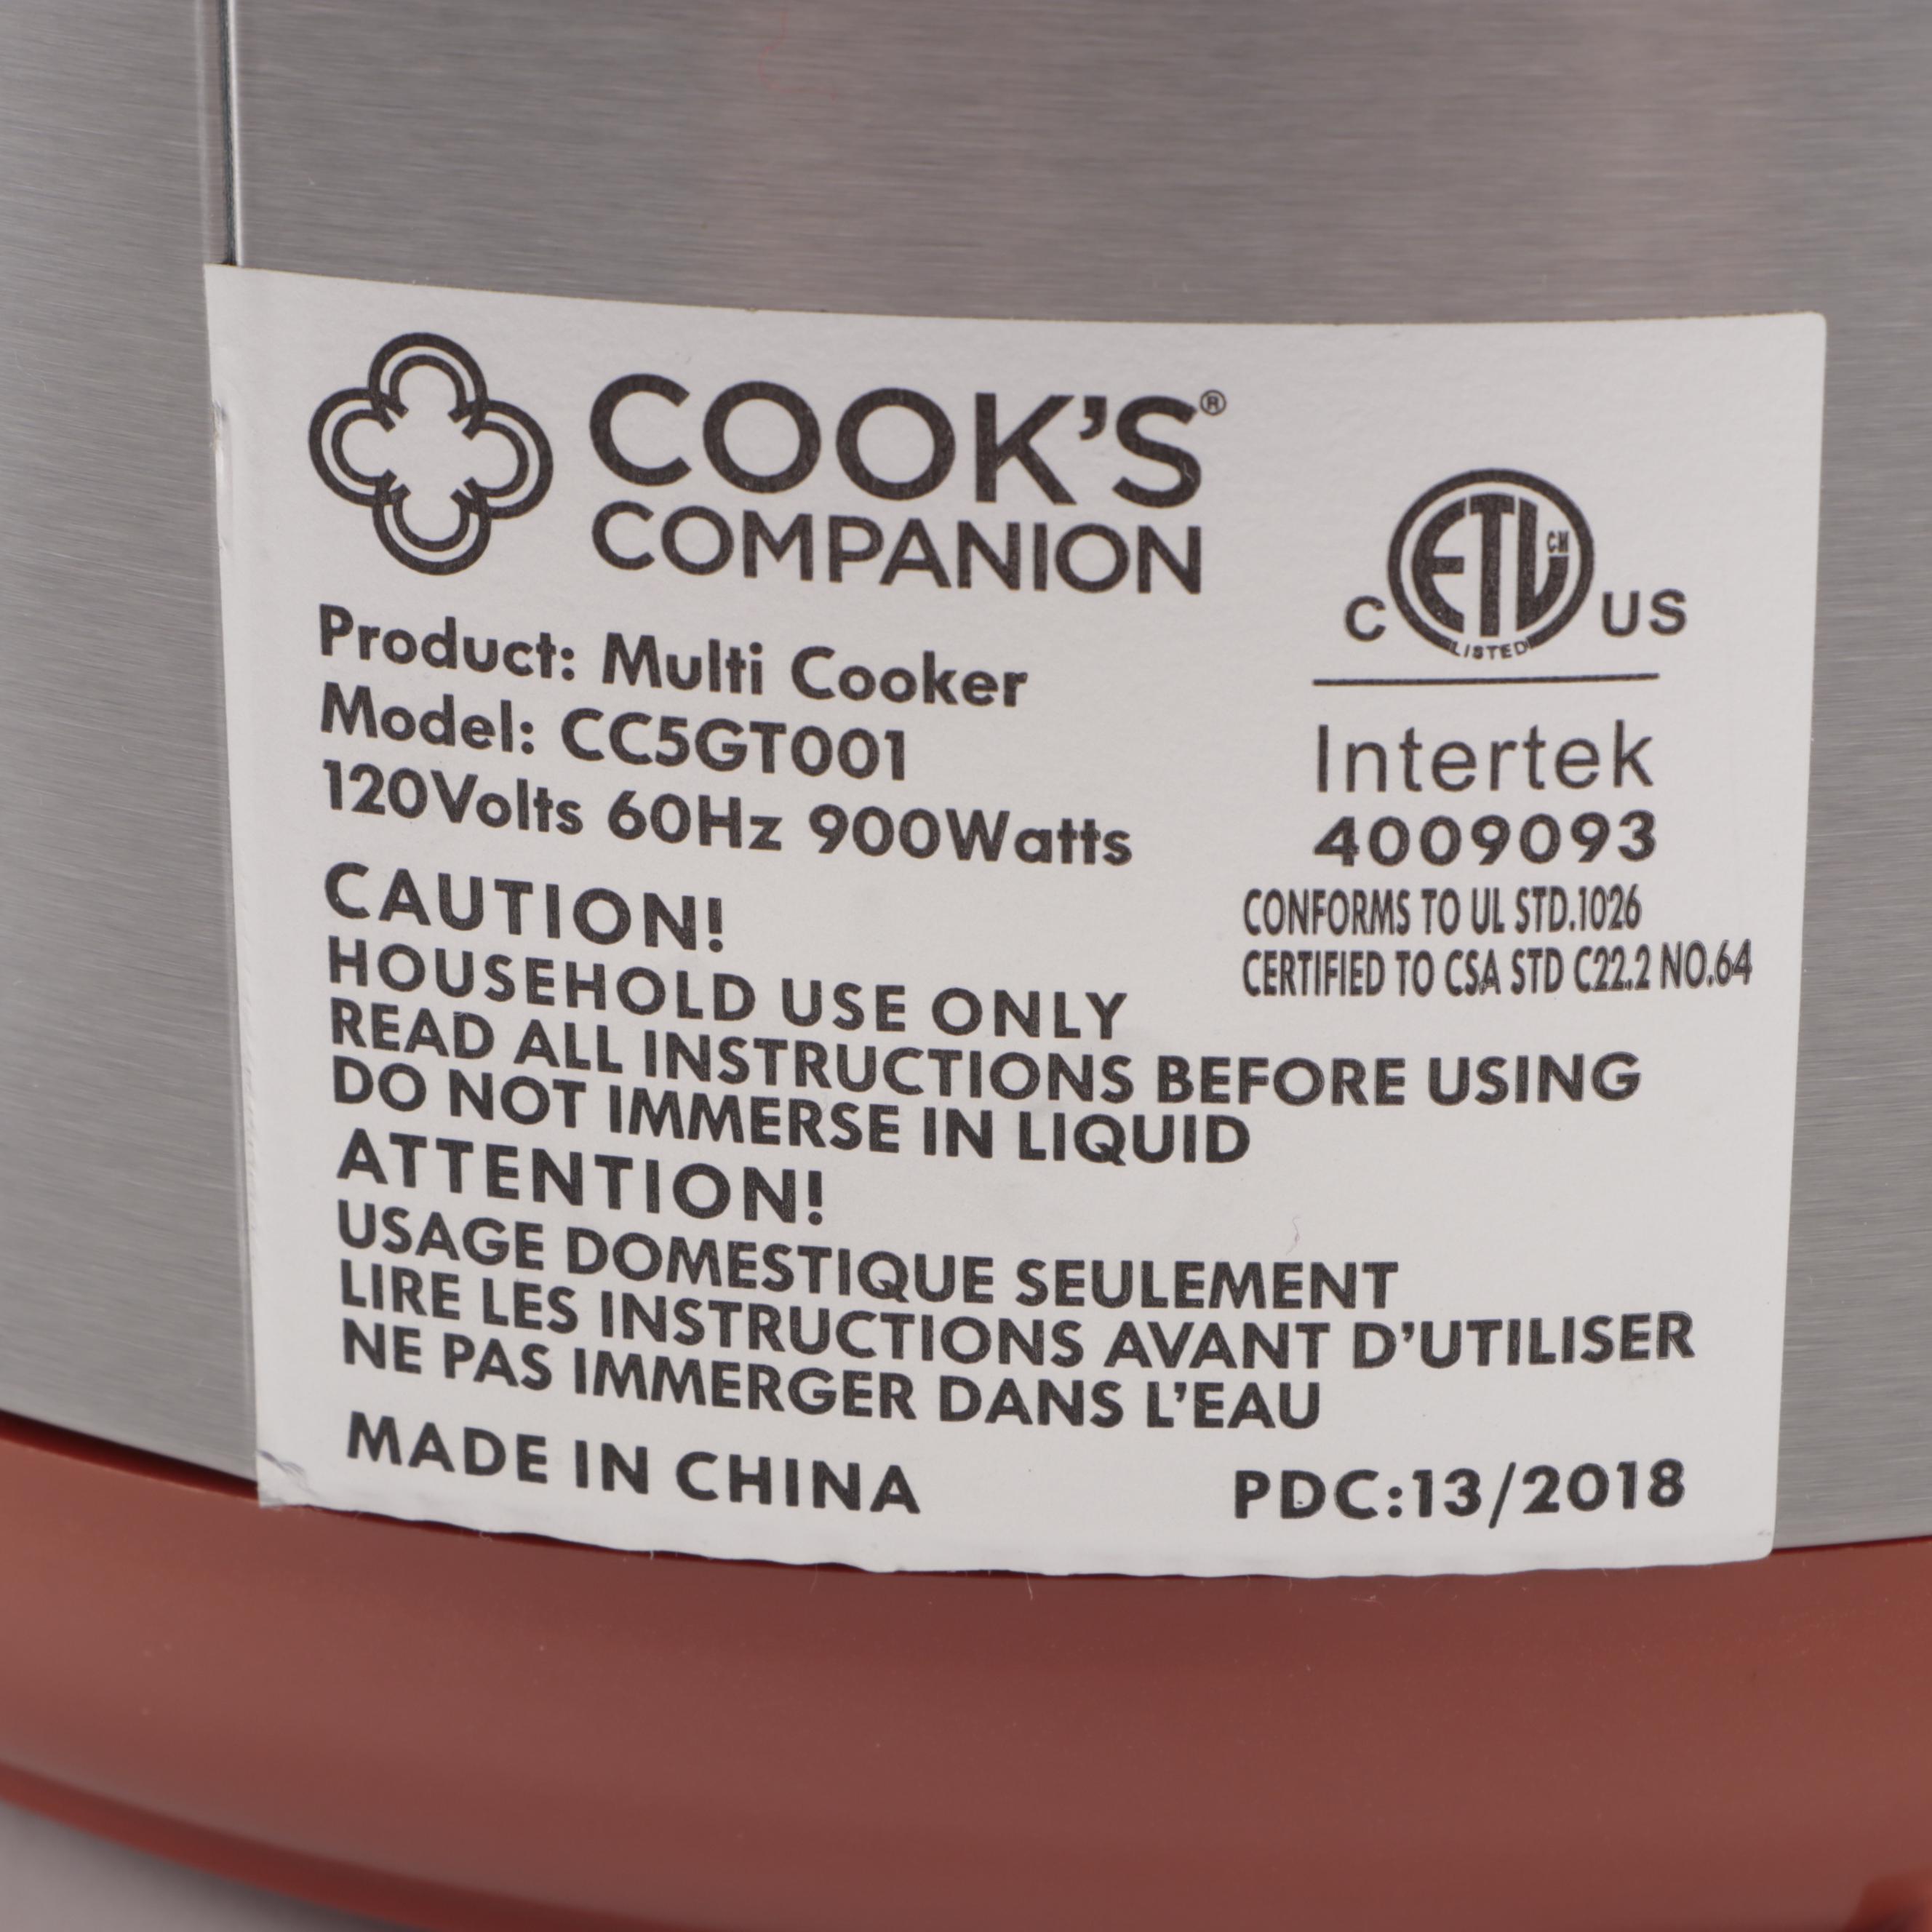 COOK'S®
COMPANION
Product: Multi Cooker
Model: CC5GT001
120Volts 60Hz 900Watts
C ETL CM US
LISTED
Intertek
4009093
CONFORMS TO UL STD.1026
CERTIFIED TO CSA STD C22.2 NO.64
CAUTION!
HOUSEHOLD USE ONLY
READ ALL INSTRUCTIONS BEFORE USING
DO NOT IMMERSE IN LIQUID
ATTENTION!
USAGE DOMESTIQUE SEULEMENT
LIRE LES INSTRUCTIONS AVANT D'UTILISER
NE PAS IMMERGER DANS L'EAU
MADE IN CHINA
PDC:13/2018